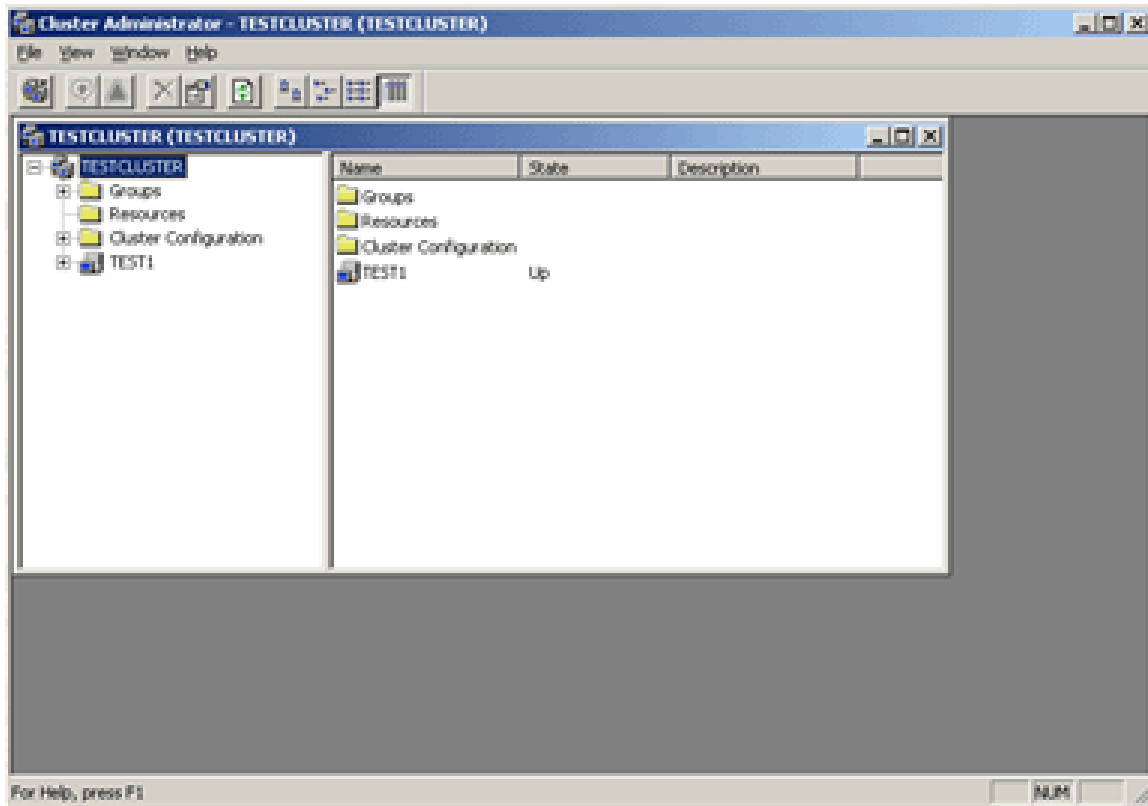 Cluster Administrator - TESTCLUSTER (TESTCLUSTER)
File View Window Help
TESTCLUSTER (TESTCLUSTER)
TESTCLUSTER
Groups
Resources
Cluster Configuration
TEST1
Name State Description
Groups
Resources
Cluster Configuration
TEST1 Up
For Help, press F1
NUM